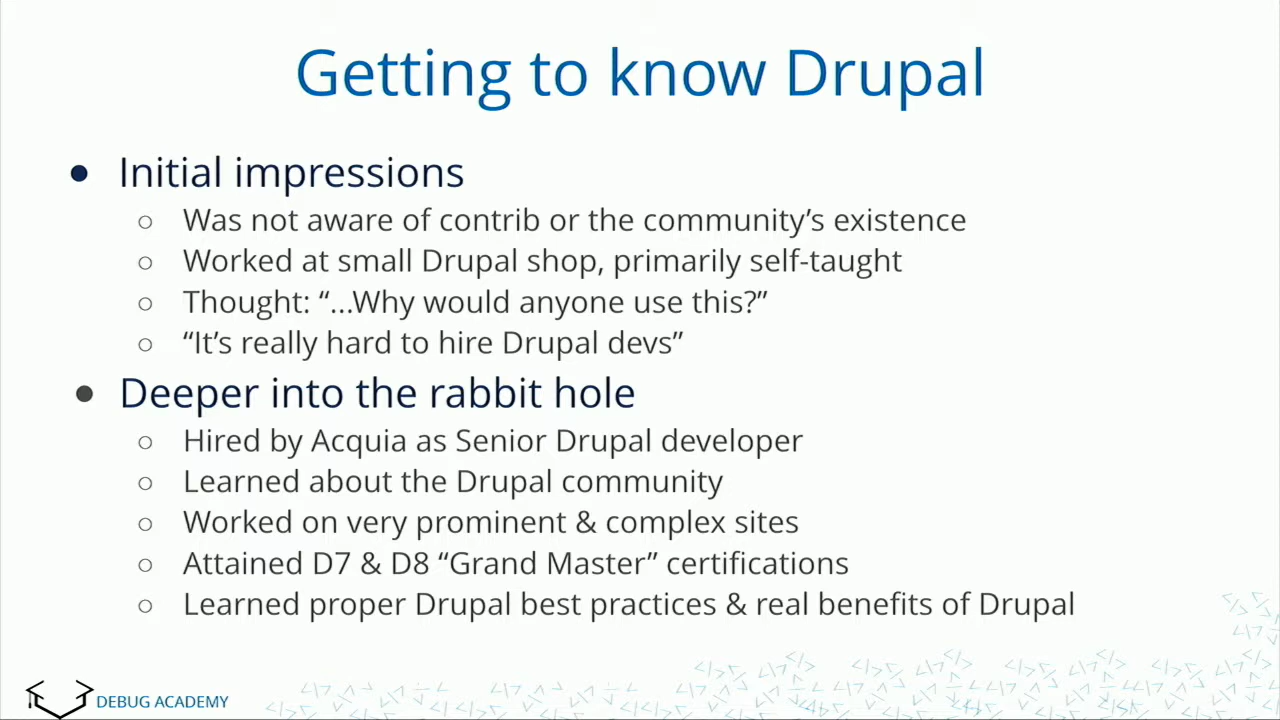 Getting to know Drupal
● Initial impressions
○ Was not aware of contrib or the community’s existence
○ Worked at small Drupal shop, primarily self-taught
○ Thought: “...Why would anyone use this?”
○ “It’s really hard to hire Drupal devs”
● Deeper into the rabbit hole
○ Hired by Acquia as Senior Drupal developer
○ Learned about the Drupal community
○ Worked on very prominent & complex sites
○ Attained D7 & D8 “Grand Master” certifications
○ Learned proper Drupal best practices & real benefits of Drupal
DEBUG ACADEMY